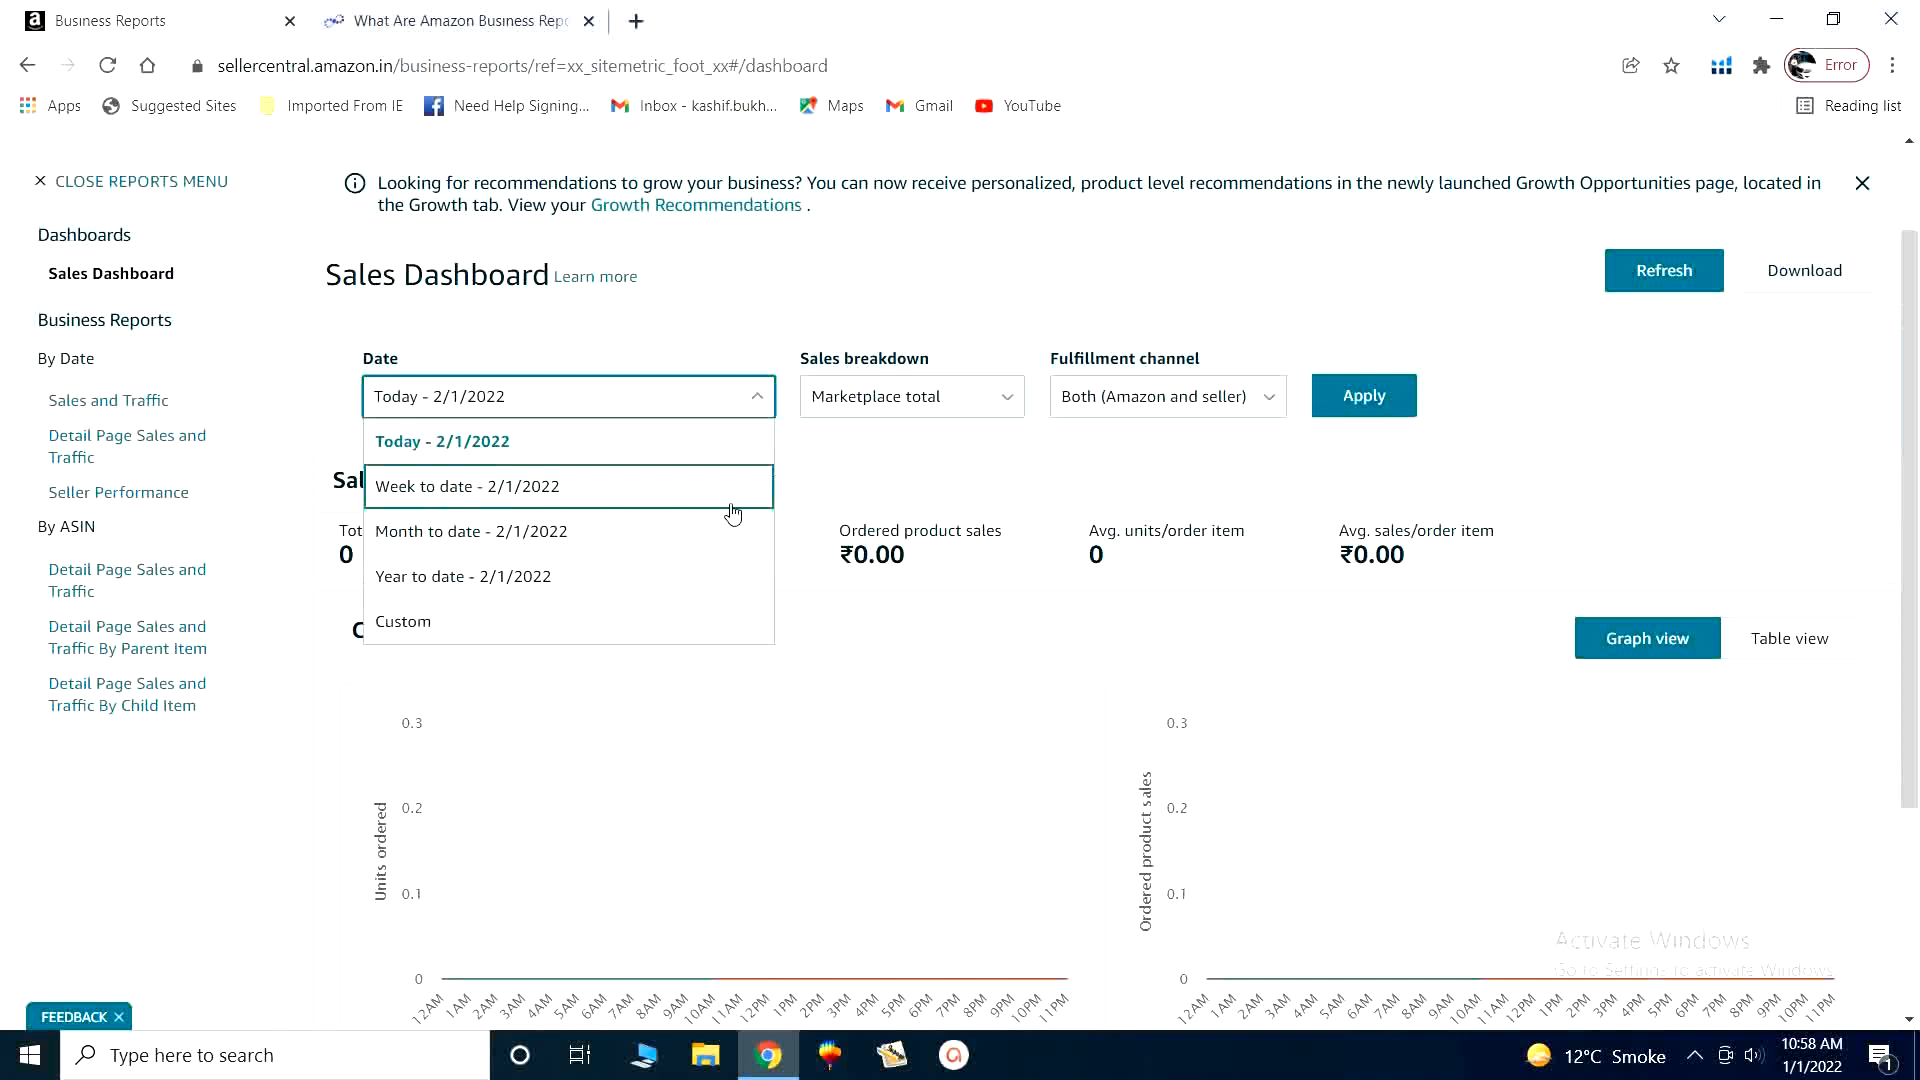 Business Reports
What Are Amazon Business Repo
sellercentral.amazon.in/business-reports/ref=xx_sitemetric_foot_xx#/dashboard
Error
Apps
Suggested Sites
Imported From IE
Need Help Signing...
Inbox - kashif.bukh...
Maps
Gmail
YouTube
Reading list
CLOSE REPORTS MENU
Looking for recommendations to grow your business? You can now receive personalized, product level recommendations in the newly launched Growth Opportunities page, located in
the Growth tab. View your Growth Recommendations .
Dashboards
Sales Dashboard
Business Reports
By Date
Sales and Traffic
Detail Page Sales and
Traffic
Seller Performance
By ASIN
Detail Page Sales and
Traffic
Detail Page Sales and
Traffic By Parent Item
Detail Page Sales and
Traffic By Child Item
Sales Dashboard Learn more
Refresh
Download
Date
Sales breakdown
Fulfillment channel
Today - 2/1/2022
Marketplace total
Both (Amazon and seller)
Apply
Today - 2/1/2022
Week to date - 2/1/2022
Month to date - 2/1/2022
Year to date - 2/1/2022
Custom
Sal
Tot
0
Ordered product sales
₹0.00
Avg. units/order item
0
Avg. sales/order item
₹0.00
C
Graph view
Table view
Units ordered
0.3
0.2
0.1
0
12AM 1AM 2AM 3AM 4AM 5AM 6AM 7AM 8AM 9AM 10AM 11AM 12PM 1PM 2PM 3PM 4PM 5PM 6PM 7PM 8PM 9PM 10PM 11PM
Ordered product sales
0.3
0.2
0.1
0
12AM 1AM 2AM 3AM 4AM 5AM 6AM 7AM 8AM 9AM 10AM 11AM 12PM 1PM 2PM 3PM 4PM 5PM 6PM 7PM 8PM 9PM 10PM 11PM
Activate Windows
Go to Settings to activate Windows.
FEEDBACK
Type here to search
12°C Smoke
10:58 AM
1/1/2022
1